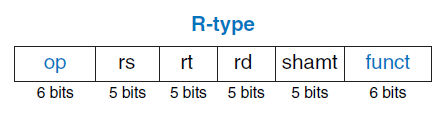 R-type
op rs rt rd shamt funct
6 bits 5 bits 5 bits 5 bits 5 bits 6 bits